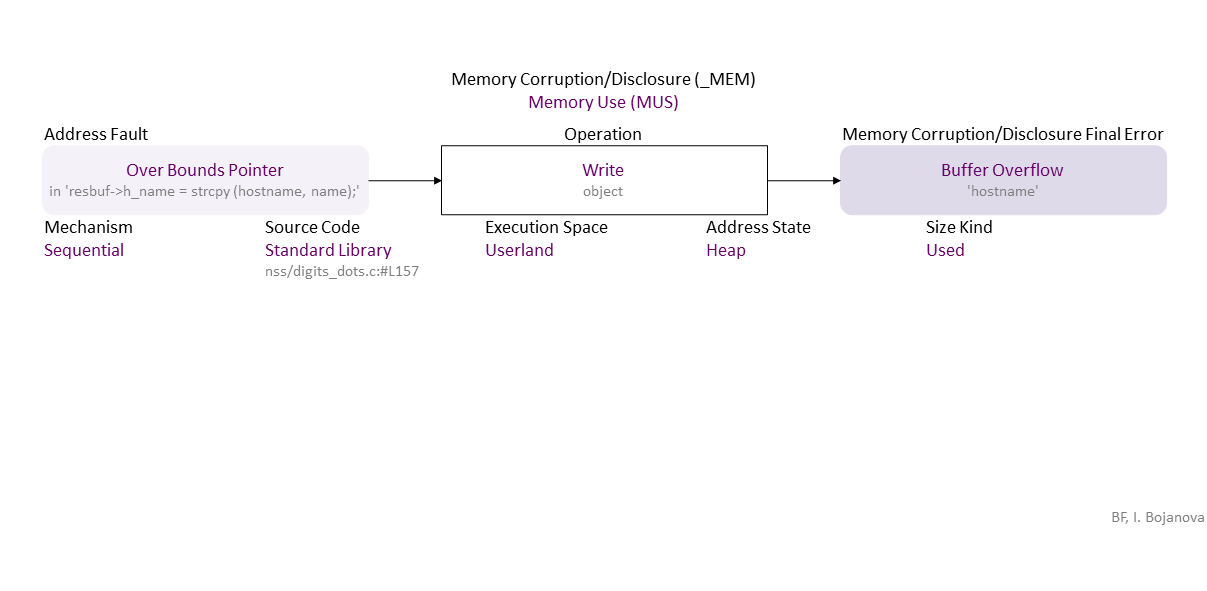 Memory Corruption/Disclosure (_MEM)
Memory Use (MUS)
Address Fault
Operation
Memory Corruption/Disclosure Final Error
Over Bounds Pointer
in 'resbuf->h_name = strcpy (hostname, name);'
Write
object
Buffer Overflow
'hostname'
Mechanism
Sequential
Source Code
Standard Library
nss/digits_dots.c:#L157
Execution Space
Userland
Address State
Heap
Size Kind
Used
BF, I. Bojanova